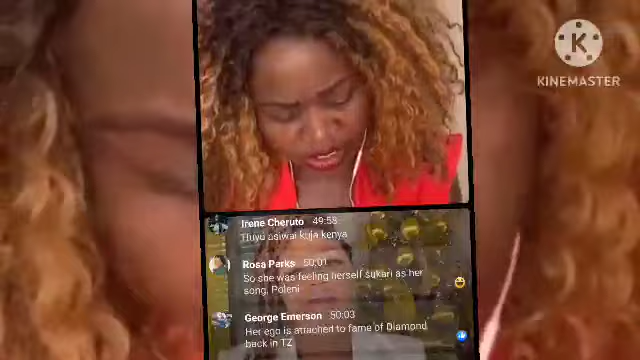 KINEMASTER
Irene Cheruto 49:58
Huyu asiwai kuja kenya
Rosa Parks 50:01
So she was feeling herself sukari as her
song, Poleni
George Emerson 50:03
Her ego is attached to fame of Diamond
back in TZ